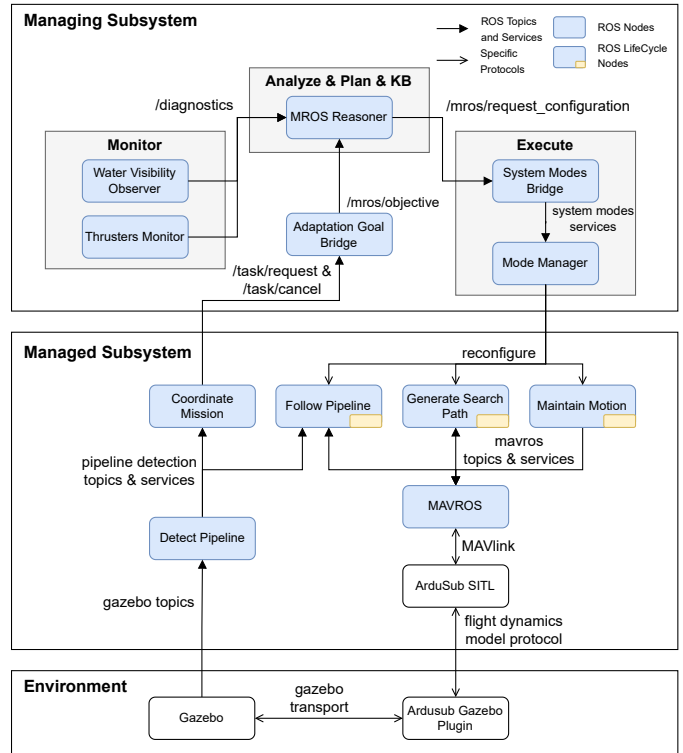 Managing Subsystem
ROS Topics
and Services
Specific
Protocols
ROS Nodes
ROS LifeCycle
Nodes
Analyze & Plan & KB
/diagnostics
MROS Reasoner
/mros/request_configuration
Monitor
Water Visibility
Observer
Thrusters Monitor
/mros/objective
Adaptation Goal
Bridge
/task/request &
/task/cancel
Execute
System Modes
Bridge
system modes
services
Mode Manager
Managed Subsystem
reconfigure
Coordinate
Mission
Follow Pipeline
Generate Search
Path
Maintain Motion
pipeline detection
topics & services
mavros
topics & services
MAVROS
Detect Pipeline
MAVlink
ArduSub SITL
gazebo topics
flight dynamics
model protocol
Environment
Gazebo
gazebo
transport
Ardusub Gazebo
Plugin